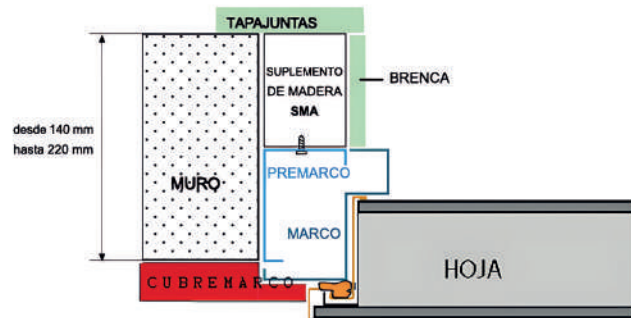 TAPAJUNTAS
SUPLEMENTO
DE MADERA
SMA
BRENCA
desde 140 mm
hasta 220 mm
MURO
PREMARCO
MARCO
CUBREMARCO
HOJA